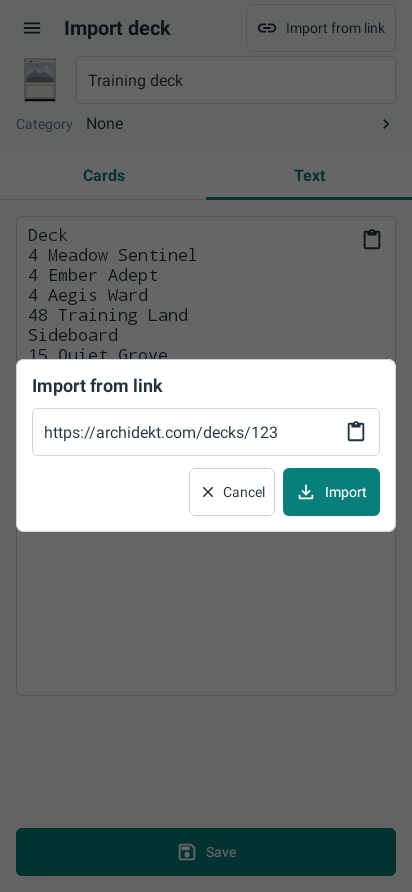 Import deck
Import from link
Training deck
Category None
Cards
Text
Deck
4 Meadow Sentinel
4 Ember Adept
4 Aegis Ward
48 Training Land
Sideboard
15 Quiet Grove
Import from link
https://archidekt.com/decks/123
Cancel
Import
Save